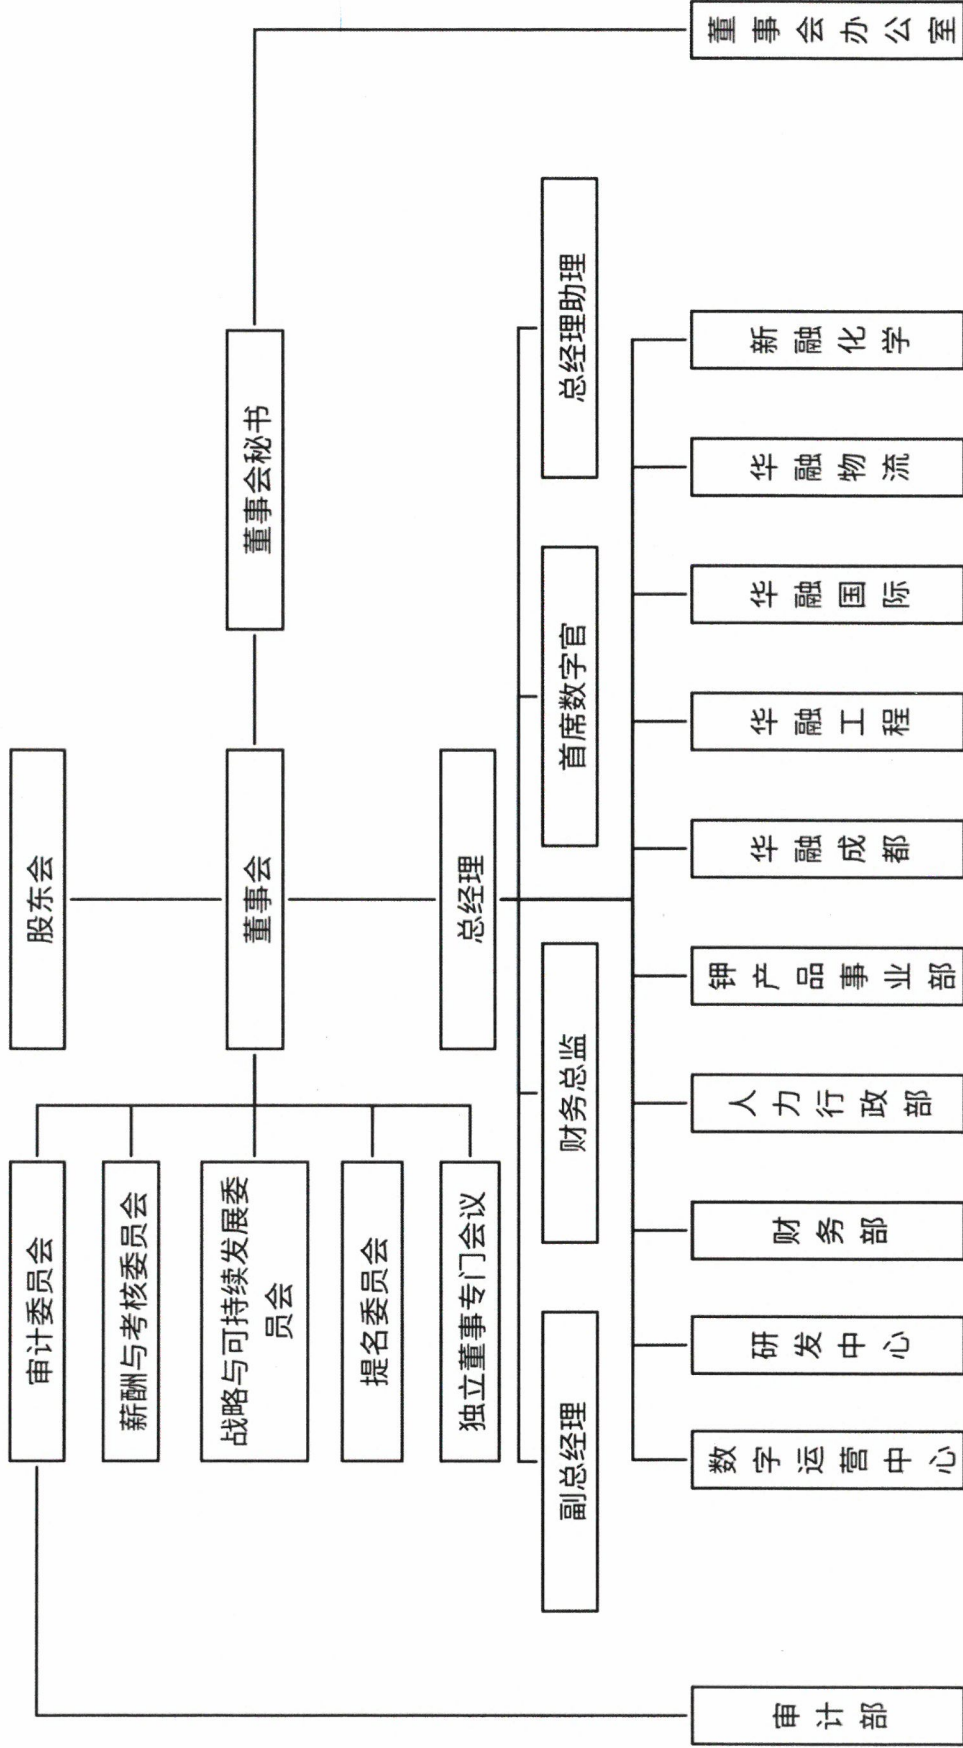 股东会
董事会
董事会秘书
审计委员会
薪酬与考核委员会
战略与可持续发展委
员会
提名委员会
独立董事专门会议
总经理
副总经理
财务总监
首席数字官
总经理助理
审计部
数字运营中心
研发中心
财务部
人力行政部
钾产品事业部
华融成都
华融工程
华融国际
华融物流
新融化学
董事会办公室